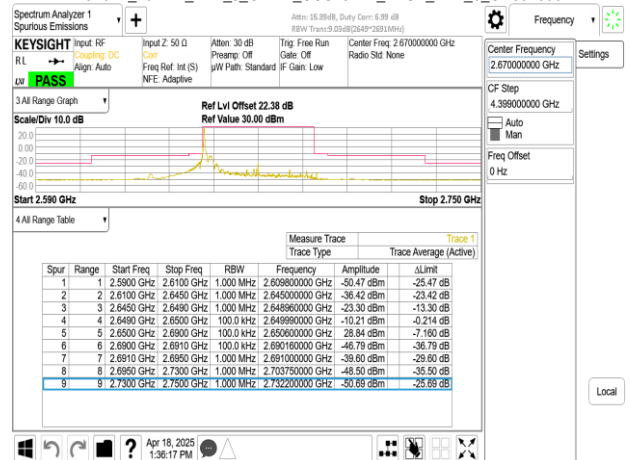 Spectrum Analyzer 1
Spurious Emissions
Attn: 15.39dB, Duty Corr: 6.99 dB
RBW Trans:9.03dB(2649~2691MHz)
Frequency
KEYSIGHT
RL
PASS
Input: RF
Coupling: DC
Align: Auto
Input Z: 50 Ω
Corr
Freq Ref: Int (S)
NFE: Adaptive
Atten: 30 dB
Preamp: Off
µW Path: Standard
Trig: Free Run
Gate: Off
IF Gain: Low
Center Freq: 2.670000000 GHz
Radio Std: None
Center Frequency
2.670000000 GHz
Settings
CF Step
4.399000000 GHz
Auto
Man
Freq Offset
0 Hz
Local
3 All Range Graph
Scale/Div 10.0 dB
Ref Lvl Offset 22.38 dB
Ref Value 30.00 dBm
20.0
0.00
-20.0
-40.0
-60.0
Start 2.590 GHz
Stop 2.750 GHz
4 All Range Table
Measure Trace Trace 1
Trace Type Trace Average (Active)
Spur Range Start Freq Stop Freq RBW Frequency Amplitude ΔLimit
1 1 2.5900 GHz 2.6100 GHz 1.000 MHz 2.609800000 GHz -50.47 dBm -25.47 dB
2 2 2.6100 GHz 2.6450 GHz 1.000 MHz 2.645000000 GHz -36.42 dBm -23.42 dB
3 3 2.6450 GHz 2.6490 GHz 1.000 MHz 2.648960000 GHz -23.30 dBm -13.30 dB
4 4 2.6490 GHz 2.6500 GHz 100.0 kHz 2.649990000 GHz -10.21 dBm -0.214 dB
5 5 2.6500 GHz 2.6900 GHz 100.0 kHz 2.650600000 GHz 28.84 dBm -7.160 dB
6 6 2.6900 GHz 2.6910 GHz 100.0 kHz 2.690160000 GHz -46.79 dBm -36.79 dB
7 7 2.6910 GHz 2.6950 GHz 1.000 MHz 2.691000000 GHz -39.60 dBm -29.60 dB
8 8 2.6950 GHz 2.7300 GHz 1.000 MHz 2.703750000 GHz -48.50 dBm -35.50 dB
9 9 2.7300 GHz 2.7500 GHz 1.000 MHz 2.732200000 GHz -50.69 dBm -25.69 dB
Apr 18, 2025
1:36:17 PM